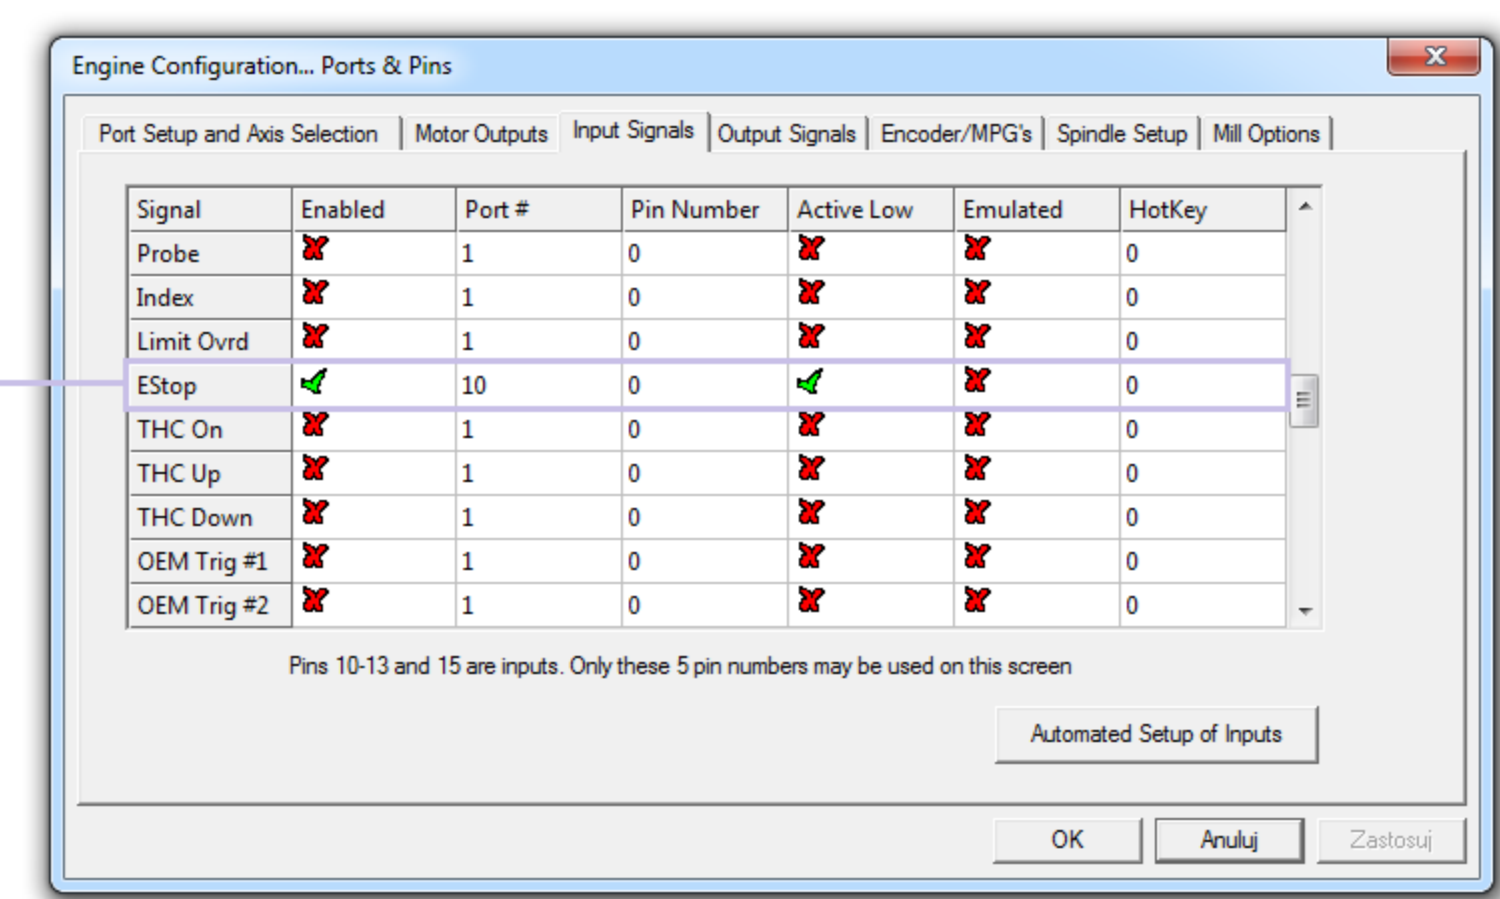 Engine Configuration... Ports & Pins
Port Setup and Axis Selection Motor Outputs Input Signals Output Signals Encoder/MPG's Spindle Setup Mill Options
Signal Enabled Port # Pin Number Active Low Emulated HotKey
Probe 1 0 0
Index 1 0 0
Limit Ovrd 1 0 0
EStop 10 0 0
THC On 1 0 0
THC Up 1 0 0
THC Down 1 0 0
OEM Trig #1 1 0 0
OEM Trig #2 1 0 0
Pins 10-13 and 15 are inputs. Only these 5 pin numbers may be used on this screen
Automated Setup of Inputs
OK Anuluj Zastosuj